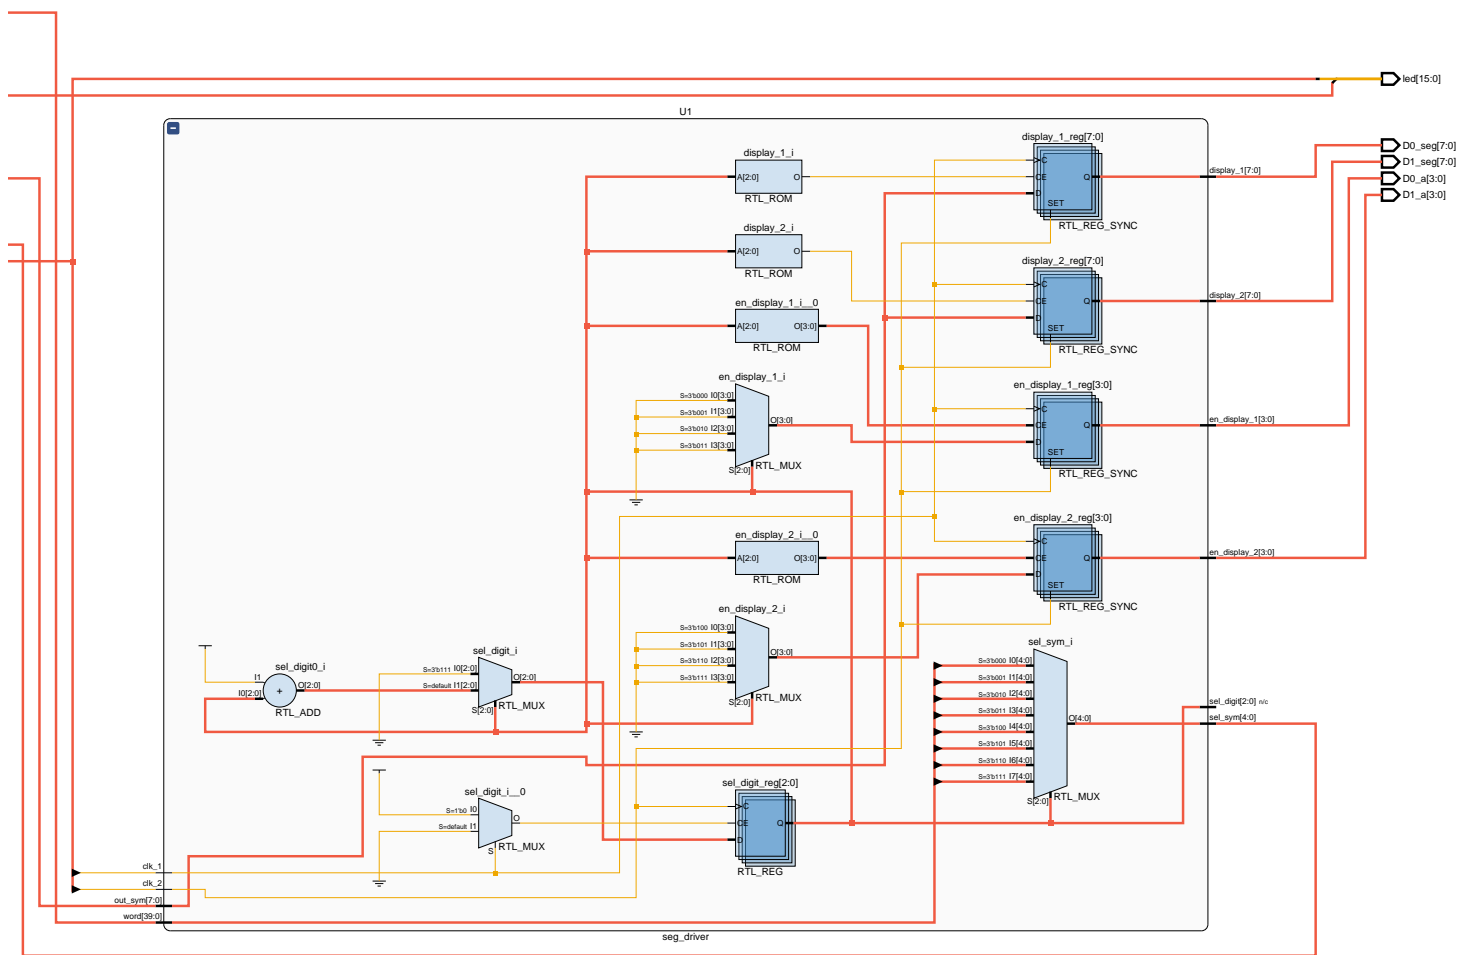 led[15:0]
U1
D0_seg[7:0]
D1_seg[7:0]
D0_a[3:0]
D1_a[3:0]
display_1_i
A[2:0] O
RTL_ROM
display_1_reg[7:0]
C
CE
D
Q
SET
RTL_REG_SYNC
display_1[7:0]
display_2_i
A[2:0] O
RTL_ROM
display_2_reg[7:0]
C
CE
D
Q
SET
RTL_REG_SYNC
display_2[7:0]
en_display_1_i__0
A[2:0] O[3:0]
RTL_ROM
en_display_1_i
S=3'b000 I0[3:0]
S=3'b001 I1[3:0]
S=3'b010 I2[3:0]
S=3'b011 I3[3:0]
O[3:0]
S[2:0]
RTL_MUX
en_display_1_reg[3:0]
C
CE
D
Q
SET
RTL_REG_SYNC
en_display_1[3:0]
en_display_2_i__0
A[2:0] O[3:0]
RTL_ROM
en_display_2_reg[3:0]
C
CE
D
Q
SET
RTL_REG_SYNC
en_display_2[3:0]
en_display_2_i
S=3'b100 I0[3:0]
S=3'b101 I1[3:0]
S=3'b110 I2[3:0]
S=3'b111 I3[3:0]
O[3:0]
S[2:0]
RTL_MUX
sel_digit0_i
I1
I0[2:0]
+
O[2:0]
RTL_ADD
sel_digit_i
S=3'b111 I0[2:0]
S=default I1[2:0]
O[2:0]
S[2:0]
RTL_MUX
sel_sym_i
S=3'b000 I0[4:0]
S=3'b001 I1[4:0]
S=3'b010 I2[4:0]
S=3'b011 I3[4:0]
S=3'b100 I4[4:0]
S=3'b101 I5[4:0]
S=3'b110 I6[4:0]
S=3'b111 I7[4:0]
O[4:0]
S[2:0]
RTL_MUX
sel_digit[2:0] n/c
sel_sym[4:0]
sel_digit_i__0
S=1'b0 I0
S=default I1
O
S
RTL_MUX
sel_digit_reg[2:0]
C
CE
D
Q
RTL_REG
clk_1
clk_2
out_sym[7:0]
word[39:0]
seg_driver